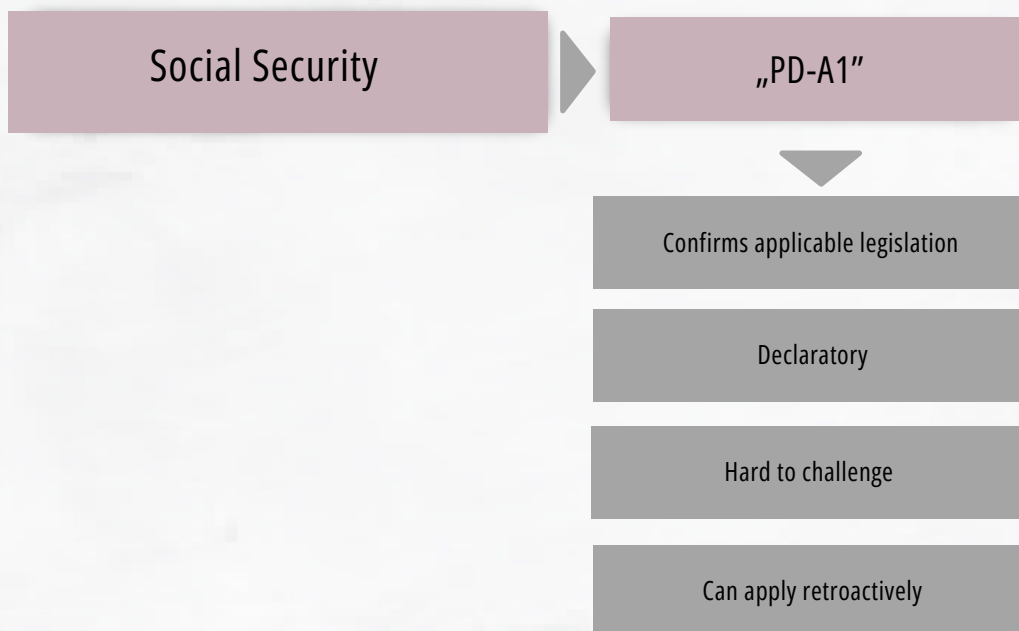 Social Security
„PD-A1”
Confirms applicable legislation
Declaratory
Hard to challenge
Can apply retroactively